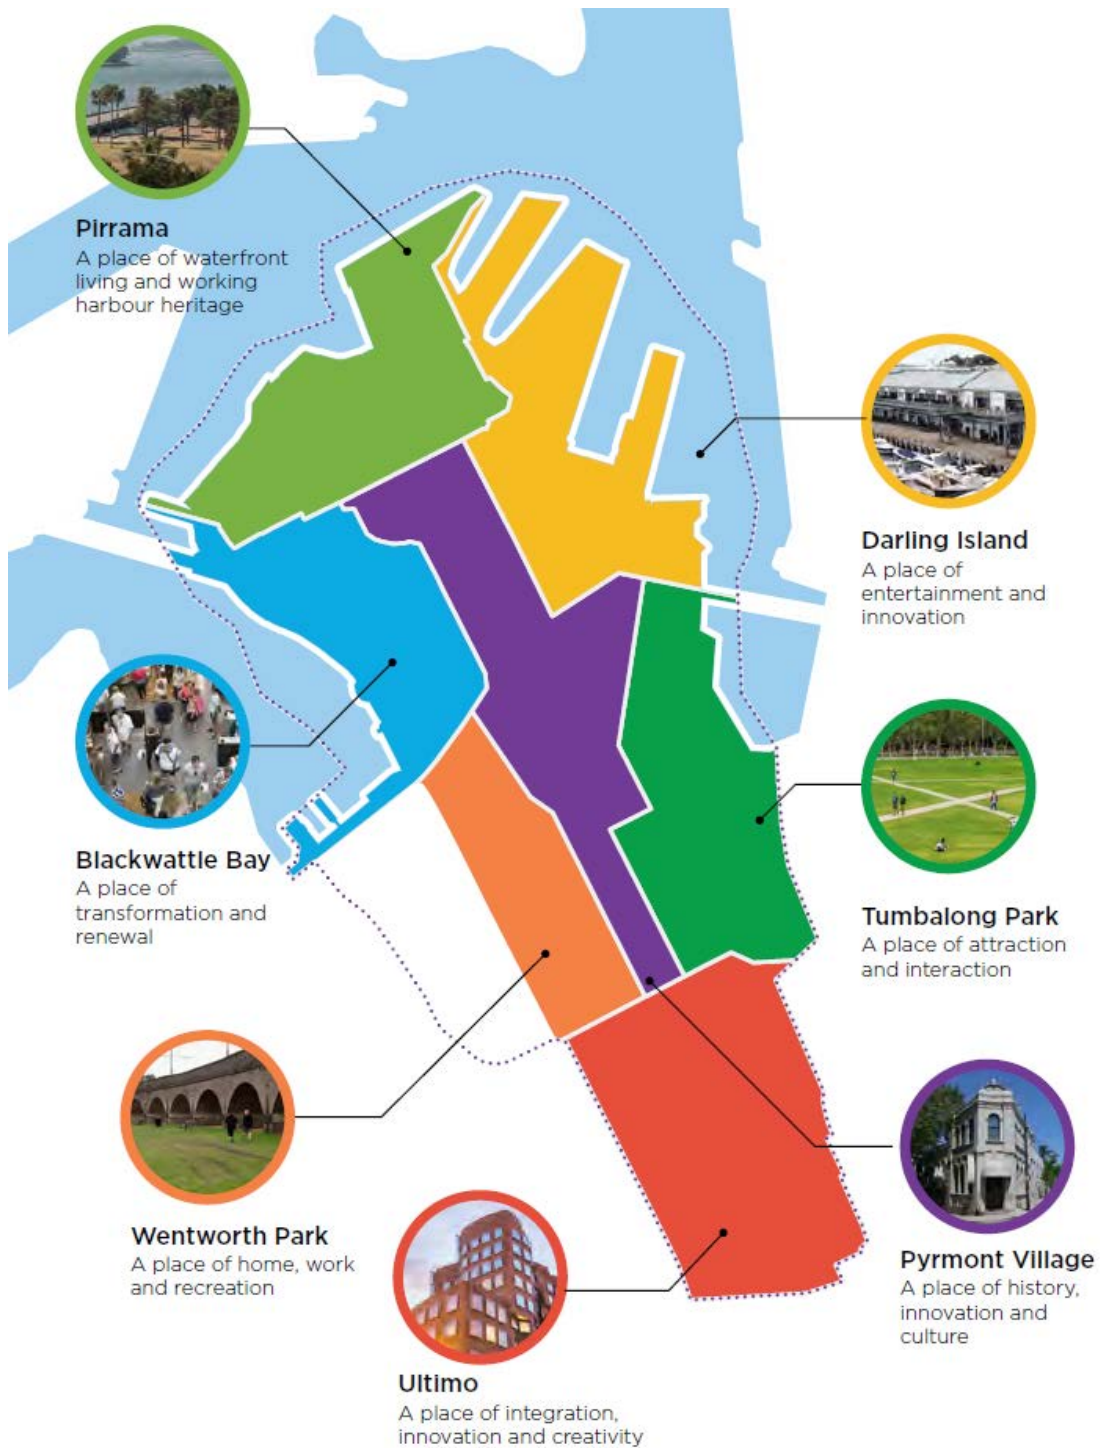 Pirrama
A place of waterfront
living and working
harbour heritage
Darling Island
A place of
entertainment and
innovation
Blackwattle Bay
A place of
transformation and
renewal
Tumbalong Park
A place of attraction
and interaction
Wentworth Park
A place of home, work
and recreation
Pyrmont Village
A place of history,
innovation and
culture
Ultimo
A place of integration,
innovation and creativity